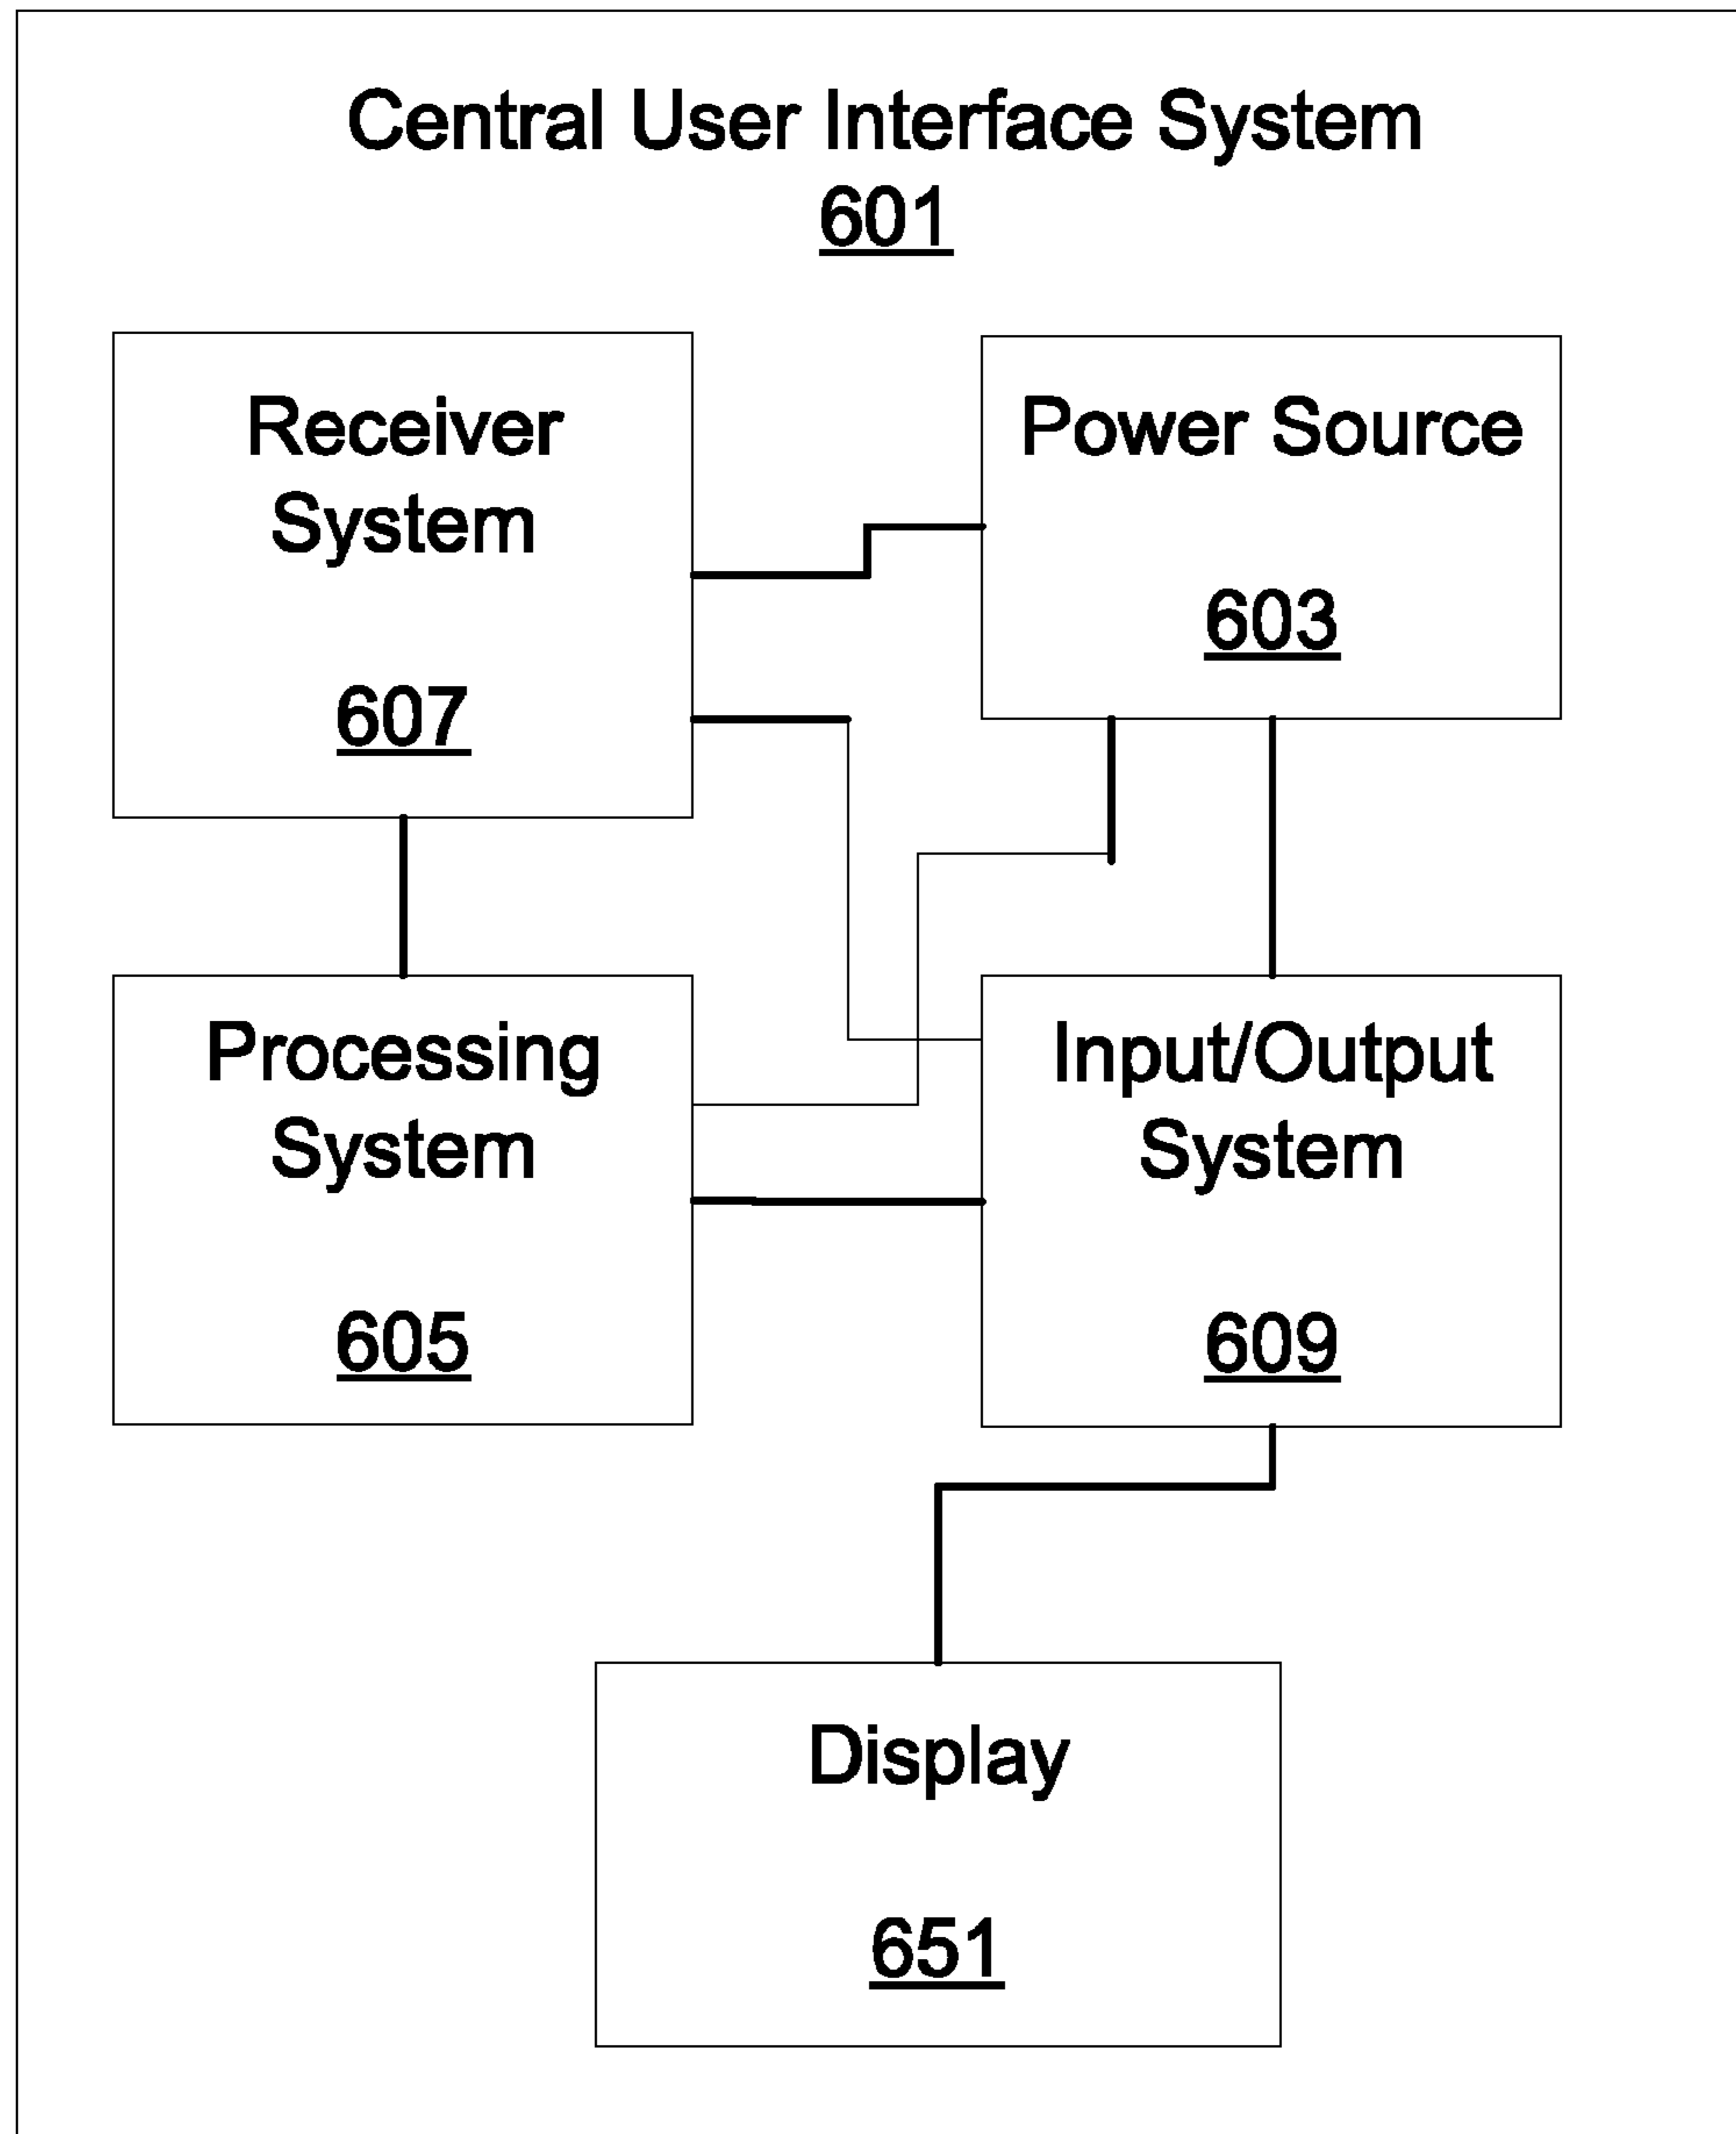 Central User Interface System
601
Receiver
System
607
Power Source
603
Processing
System
605
Input/Output
System
609
Display
651